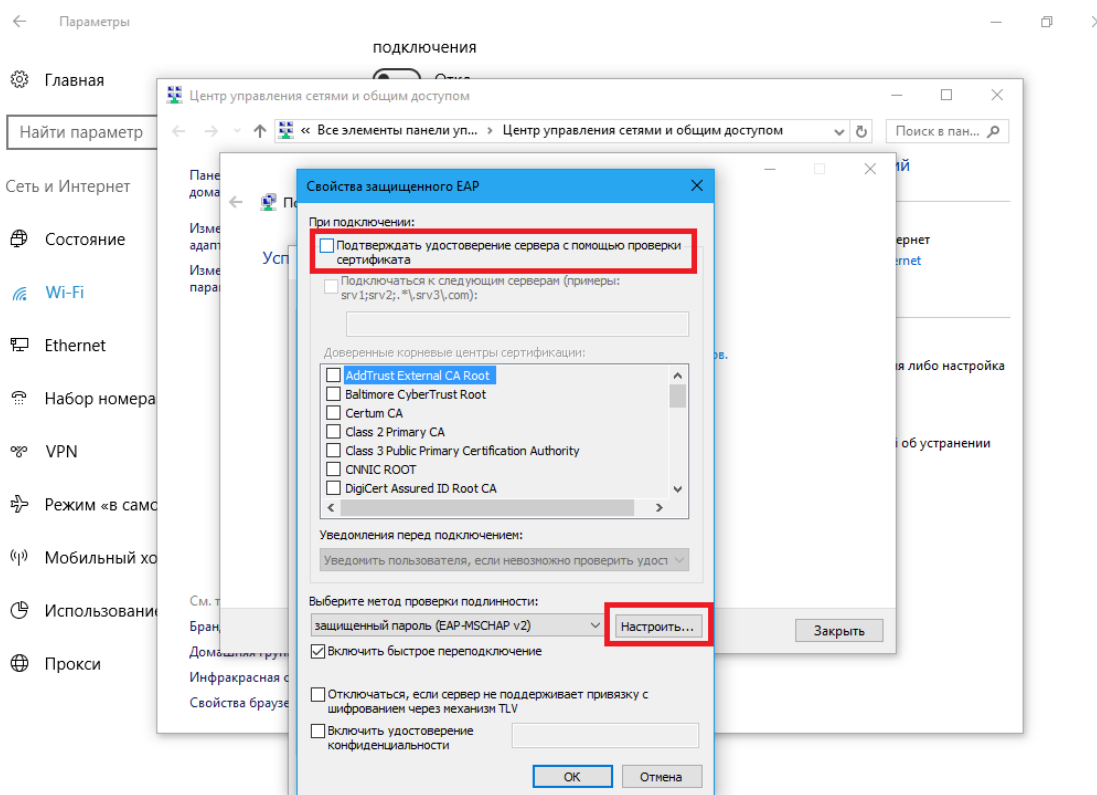 Параметры
подключения
Главная
Откл.
Найти параметр
Сеть и Интернет
Состояние
Wi-Fi
Ethernet
Набор номера
VPN
Режим «в само
Мобильный хо
Использование
Прокси
Центр управления сетями и общим доступом
« Все элементы панели уп... › Центр управления сетями и общим доступом
Поиск в пан...
Пане
дома
Изме
адапт
Изме
пара
См. т
Бран
Домашняя груп
Инфракрасная с
Свойства браузе
ий
ернет
ernet
ов.
ия либо настройка
й об устранении
По
Усп
Закрыть
Свойства защищенного EAP
При подключении:
Подтверждать удостоверение сервера с помощью проверки
сертификата
Подключаться к следующим серверам (примеры:
srv1;srv2;.*\.srv3\.com):
Доверенные корневые центры сертификации:
AddTrust External CA Root
Baltimore CyberTrust Root
Certum CA
Class 2 Primary CA
Class 3 Public Primary Certification Authority
CNNIC ROOT
DigiCert Assured ID Root CA
Уведомления перед подключением:
Уведомить пользователя, если невозможно проверить удост
Выберите метод проверки подлинности:
защищенный пароль (EAP-MSCHAP v2)
Настроить...
Включить быстрое переподключение
Отключаться, если сервер не поддерживает привязку с
шифрованием через механизм TLV
Включить удостоверение
конфиденциальности
ОК
Отмена